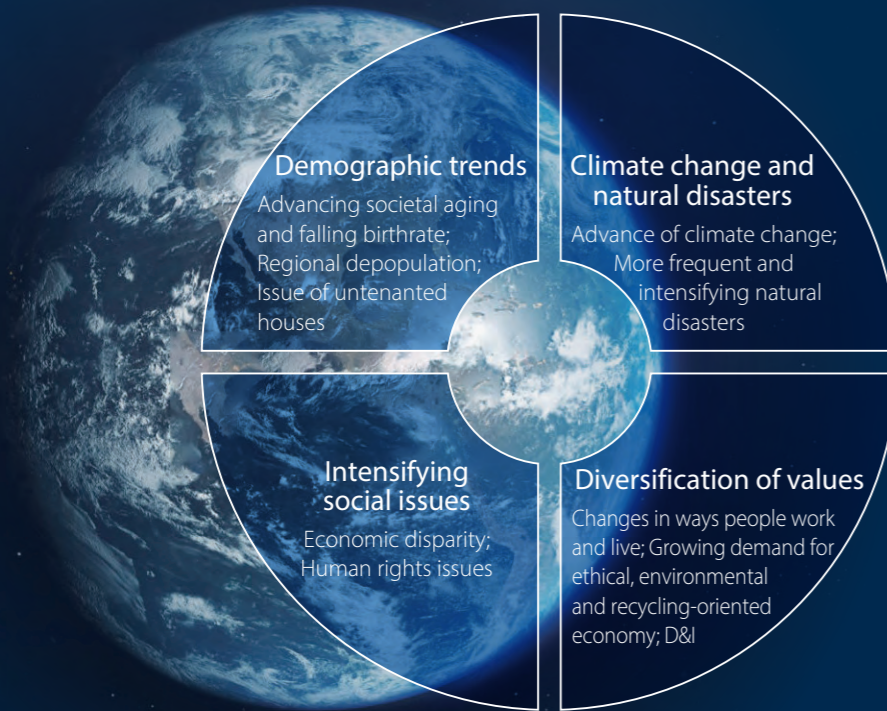 Demographic trends
Advancing societal aging
and falling birthrate;
Regional depopulation;
Issue of untenanted
houses
Climate change and
natural disasters
Advance of climate change;
More frequent and
intensifying natural
disasters
Intensifying
social issues
Economic disparity;
Human rights issues
Diversification of values
Changes in ways people work
and live; Growing demand for
ethical, environmental
and recycling-oriented
economy; D&I